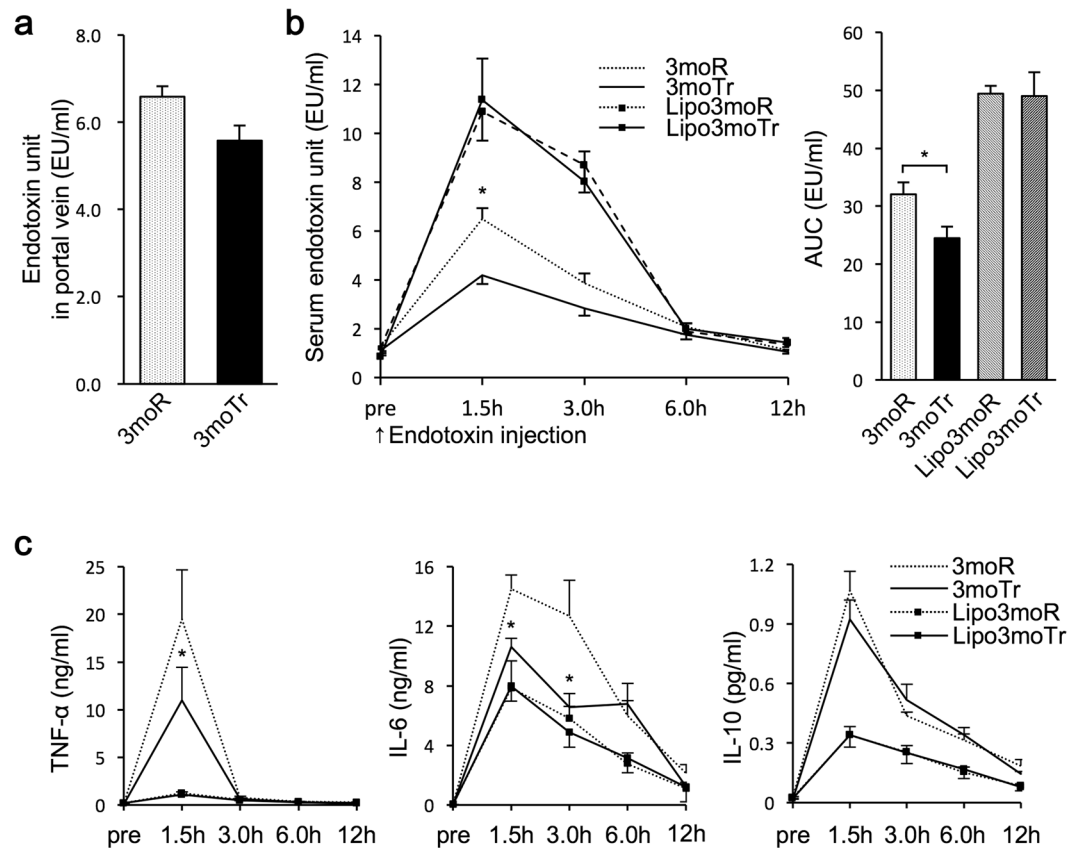 a
Endotoxin unit
in portal vein (EU/ml)
8.0
6.0
4.0
2.0
0.0
3moR
3moTr
b
Serum endotoxin unit (EU/ml)
14
12
10
8
6
4
2
0
*
3moR
3moTr
Lipo3moR
Lipo3moTr
pre
1.5h
3.0h
6.0h
12h
↑Endotoxin injection
AUC (EU/ml)
60
50
40
30
20
10
0
*
3moR
3moTr
Lipo3moR
Lipo3moTr
c
TNF-α (ng/ml)
25
20
15
10
5
0
*
pre
1.5h
3.0h
6.0h
12h
IL-6 (ng/ml)
16
12
8
4
0
*
*
pre
1.5h
3.0h
6.0h
12h
IL-10 (pg/ml)
1.2
0.9
0.6
0.3
0
3moR
3moTr
Lipo3moR
Lipo3moTr
pre
1.5h
3.0h
6.0h
12h